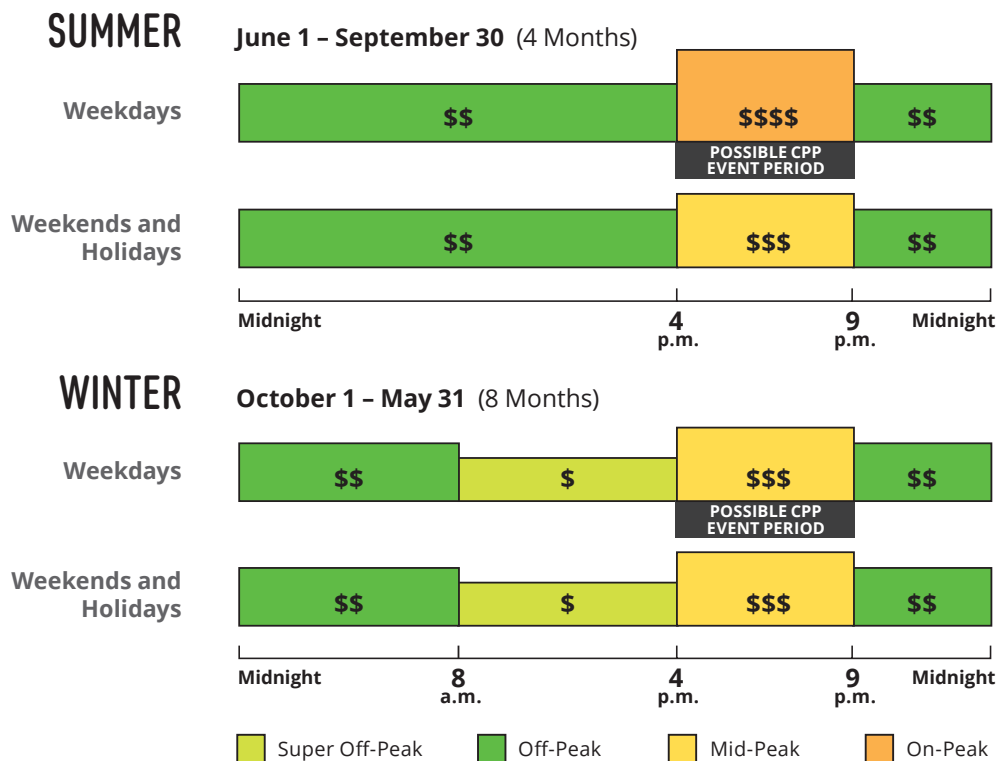 SUMMER
June 1 – September 30 (4 Months)
Weekdays
$$
$$$$
$$
POSSIBLE CPP
EVENT PERIOD
Weekends and
Holidays
$$
$$$
$$
Midnight
4
p.m.
9
p.m.
Midnight
WINTER
October 1 – May 31 (8 Months)
Weekdays
$$
$
$$$
$$
POSSIBLE CPP
EVENT PERIOD
Weekends and
Holidays
$$
$
$$$
$$
Midnight
8
a.m.
4
p.m.
9
p.m.
Midnight
Super Off-Peak
Off-Peak
Mid-Peak
On-Peak